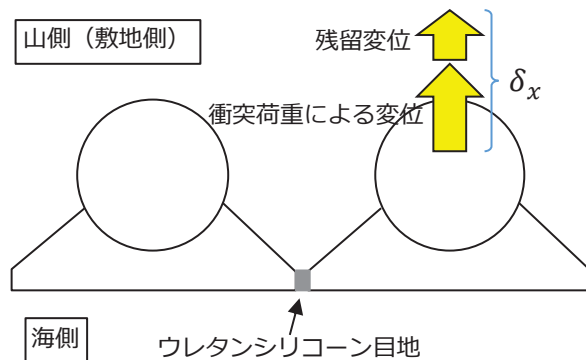 山側（敷地側）
残留変位
衝突荷重による変位
δx
海側
ウレタンシリコーン目地